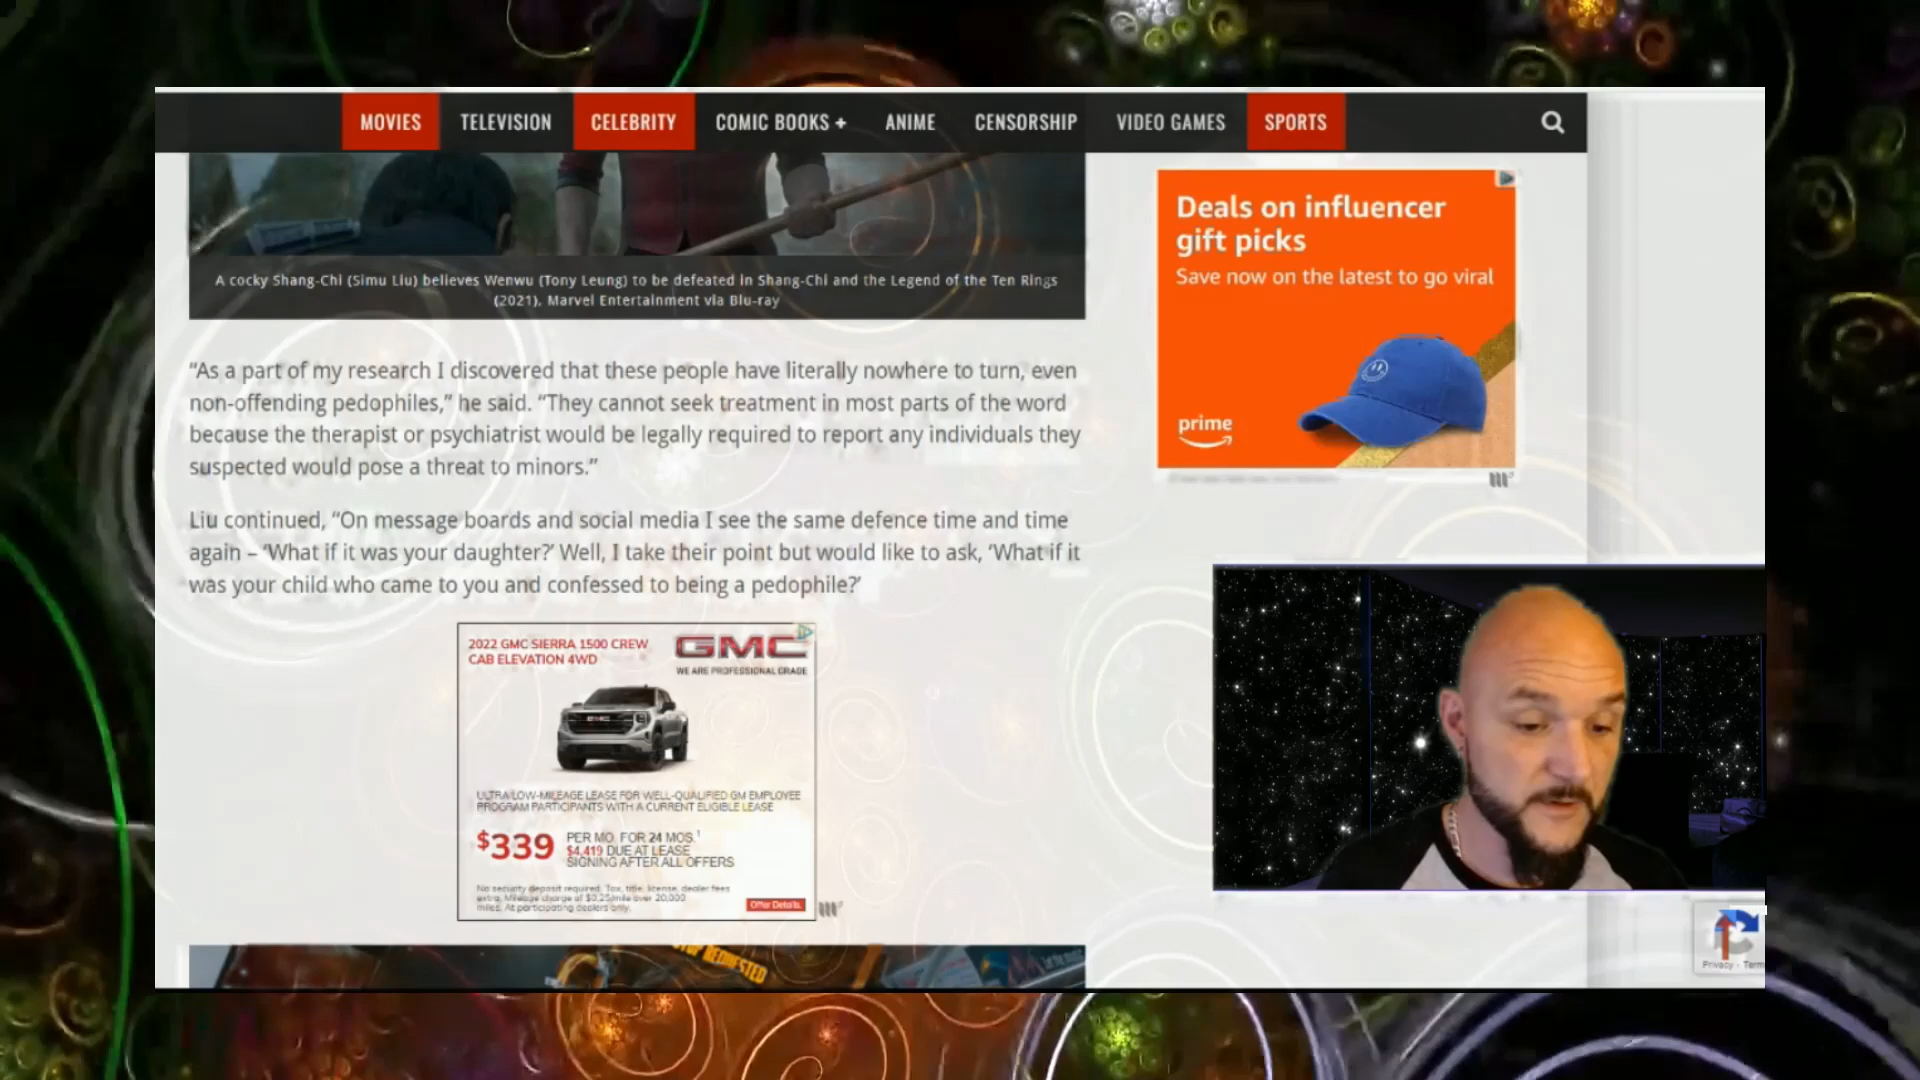 MOVIES TELEVISION CELEBRITY COMIC BOOKS + ANIME CENSORSHIP VIDEO GAMES SPORTS
A cocky Shang-Chi (Simu Liu) believes Wenwu (Tony Leung) to be defeated in Shang-Chi and the Legend of the Ten Rings
(2021), Marvel Entertainment via Blu-ray
“As a part of my research I discovered that these people have literally nowhere to turn, even
non-offending pedophiles,” he said. “They cannot seek treatment in most parts of the word
because the therapist or psychiatrist would be legally required to report any individuals they
suspected would pose a threat to minors.”
Liu continued, “On message boards and social media I see the same defence time and time
again – ‘What if it was your daughter?’ Well, I take their point but would like to ask, ‘What if it
was your child who came to you and confessed to being a pedophile?’
Deals on influencer
gift picks
Save now on the latest to go viral
prime
2022 GMC SIERRA 1500 CREW
CAB ELEVATION 4WD
GMC
WE ARE PROFESSIONAL GRADE
GMC
ULTRA LOW-MILEAGE LEASE FOR WELL-QUALIFIED GM EMPLOYEE
PROGRAM PARTICIPANTS WITH A CURRENT ELIGIBLE LEASE
$339
PER MO. FOR 24 MOS.¹
$4,419 DUE AT LEASE
SIGNING AFTER ALL OFFERS
No security deposit required. Tax, title, license, dealer fees
extra. Mileage charge of $0.25/mile over 20,000
miles. At participating dealers only.
Offer Details
REQUESTED
Privacy - Term